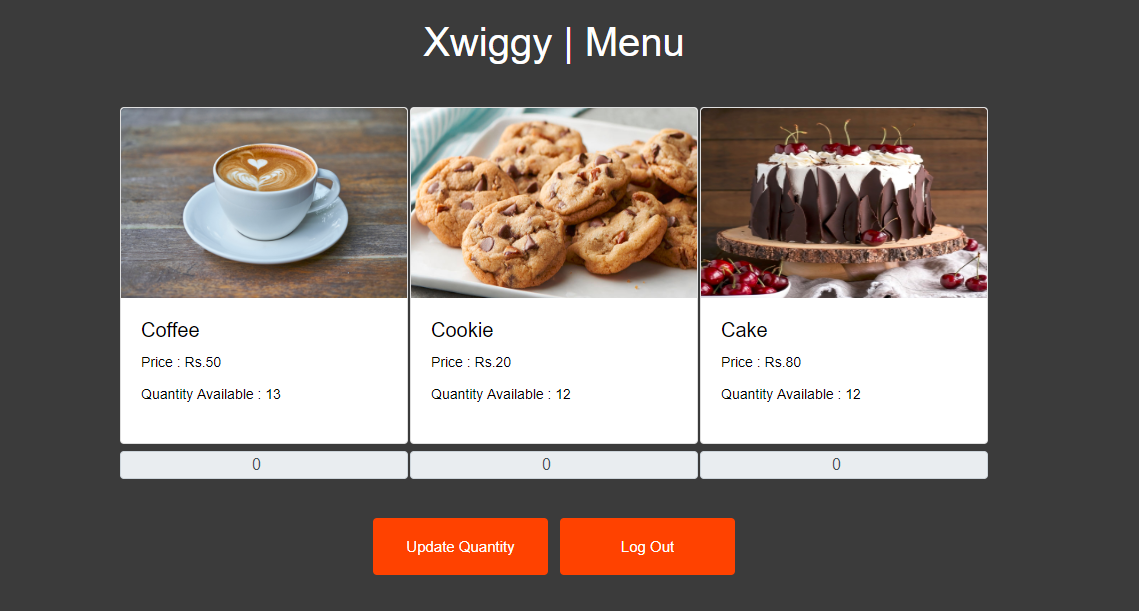 Xwiggy | Menu
Coffee
Price : Rs.50
Quantity Available : 13
Cookie
Price : Rs.20
Quantity Available : 12
Cake
Price : Rs.80
Quantity Available : 12
0
0
0
Update Quantity
Log Out